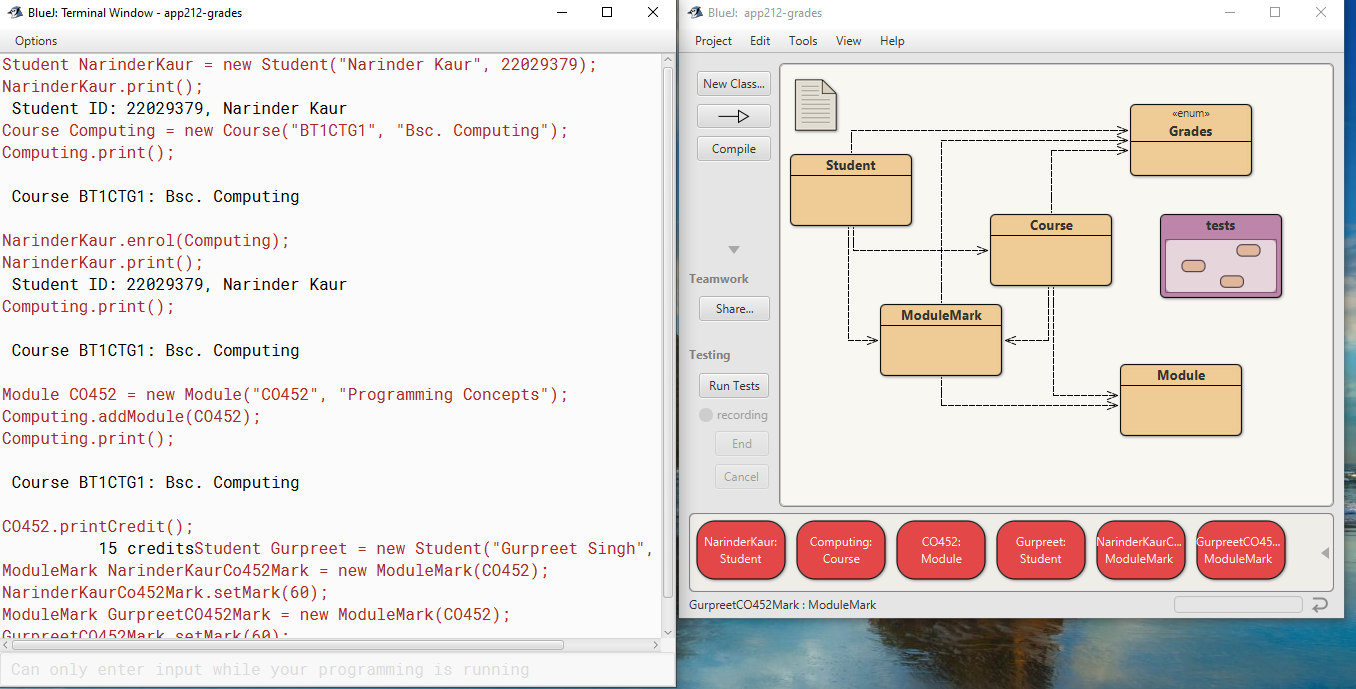 BlueJ: Terminal Window - app212-grades
Options
Student NarinderKaur = new Student("Narinder Kaur", 22029379);
NarinderKaur.print();
Student ID: 22029379, Narinder Kaur
Course Computing = new Course("BT1CTG1", "Bsc. Computing");
Computing.print();
Course BT1CTG1: Bsc. Computing
NarinderKaur.enrol(Computing);
NarinderKaur.print();
Student ID: 22029379, Narinder Kaur
Computing.print();
Course BT1CTG1: Bsc. Computing
Module CO452 = new Module("CO452", "Programming Concepts");
Computing.addModule(CO452);
Computing.print();
Course BT1CTG1: Bsc. Computing
CO452.printCredit();
15 creditsStudent Gurpreet = new Student("Gurpreet Singh",
ModuleMark NarinderKaurCo452Mark = new ModuleMark(CO452);
NarinderKaurCo452Mark.setMark(60);
ModuleMark GurpreetCO452Mark = new ModuleMark(CO452);
GurpreetCO452Mark.setMark(60);
Can only enter input while your programming is running
BlueJ: app212-grades
Project Edit Tools View Help
New Class...
Compile
Teamwork
Share...
Testing
Run Tests
recording
End
Cancel
«enum»
Grades
Student
Course
tests
ModuleMark
Module
NarinderKaur:
Student
Computing:
Course
CO452:
Module
Gurpreet:
Student
NarinderKaurC...
ModuleMark
GurpreetCO45...
ModuleMark
GurpreetCO452Mark : ModuleMark